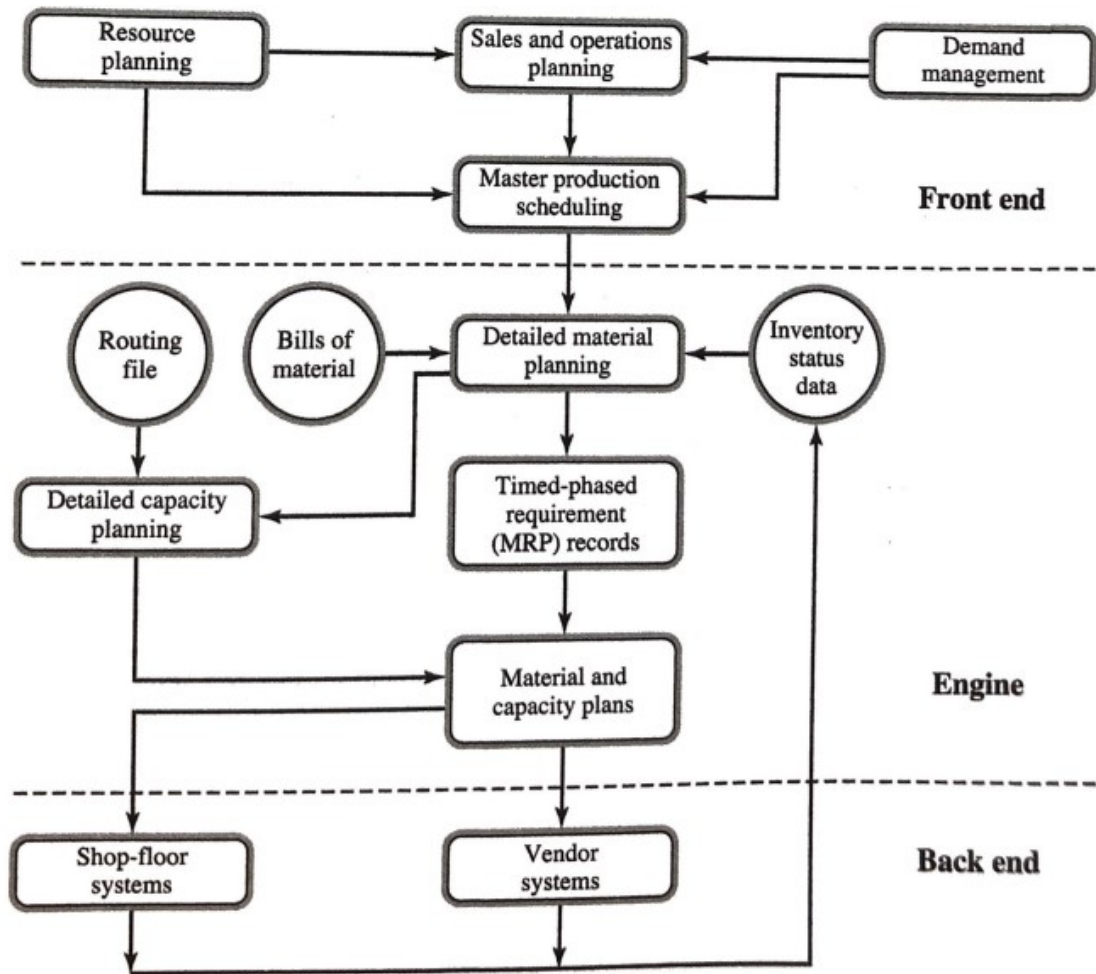 Resource
planning
Sales and operations
planning
Demand
management
Master production
scheduling
Front end
Routing
file
Bills of
material
Detailed material
planning
Inventory
status
data
Detailed capacity
planning
Timed-phased
requirement
(MRP) records
Material and
capacity plans
Engine
Shop-floor
systems
Vendor
systems
Back end